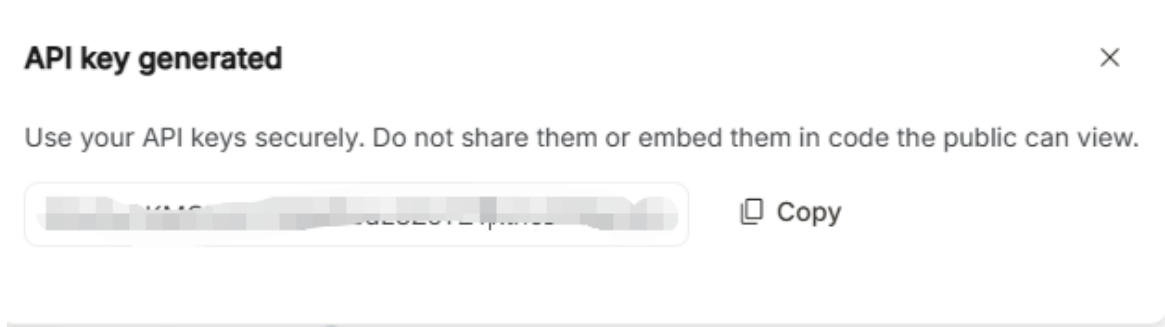 API key generated
Use your API keys securely. Do not share them or embed them in code the public can view.
Copy